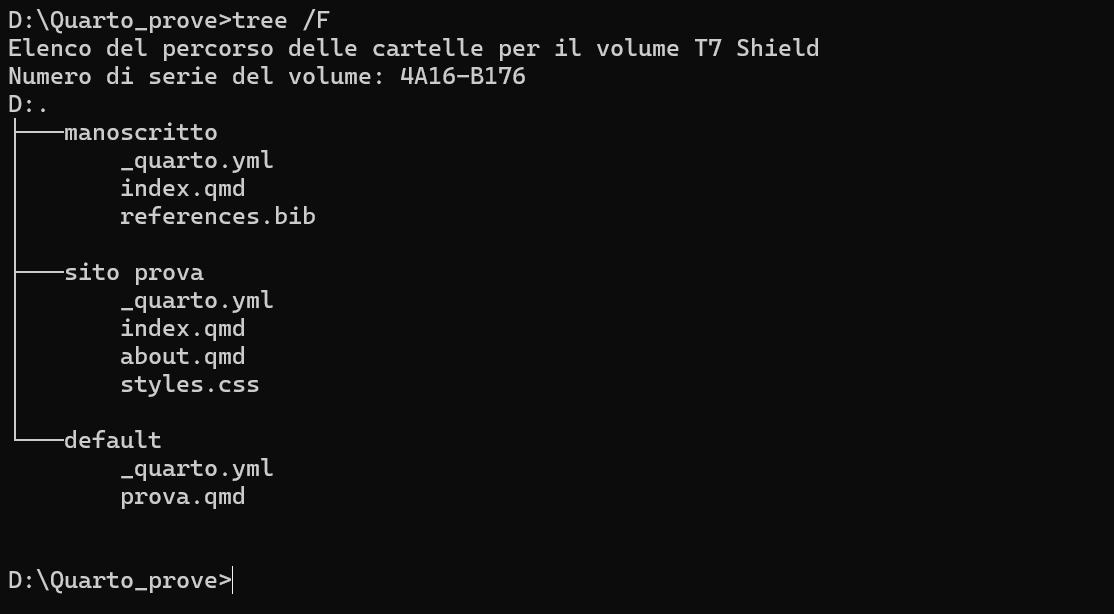 D:\Quarto_prove>tree /F
Elenco del percorso delle cartelle per il volume T7 Shield
Numero di serie del volume: 4A16-B176
D:.
├───manoscritto
│       _quarto.yml
│       index.qmd
│       references.bib
│
├───sito prova
│       _quarto.yml
│       index.qmd
│       about.qmd
│       styles.css
│
└───default
        _quarto.yml
        prova.qmd

D:\Quarto_prove>